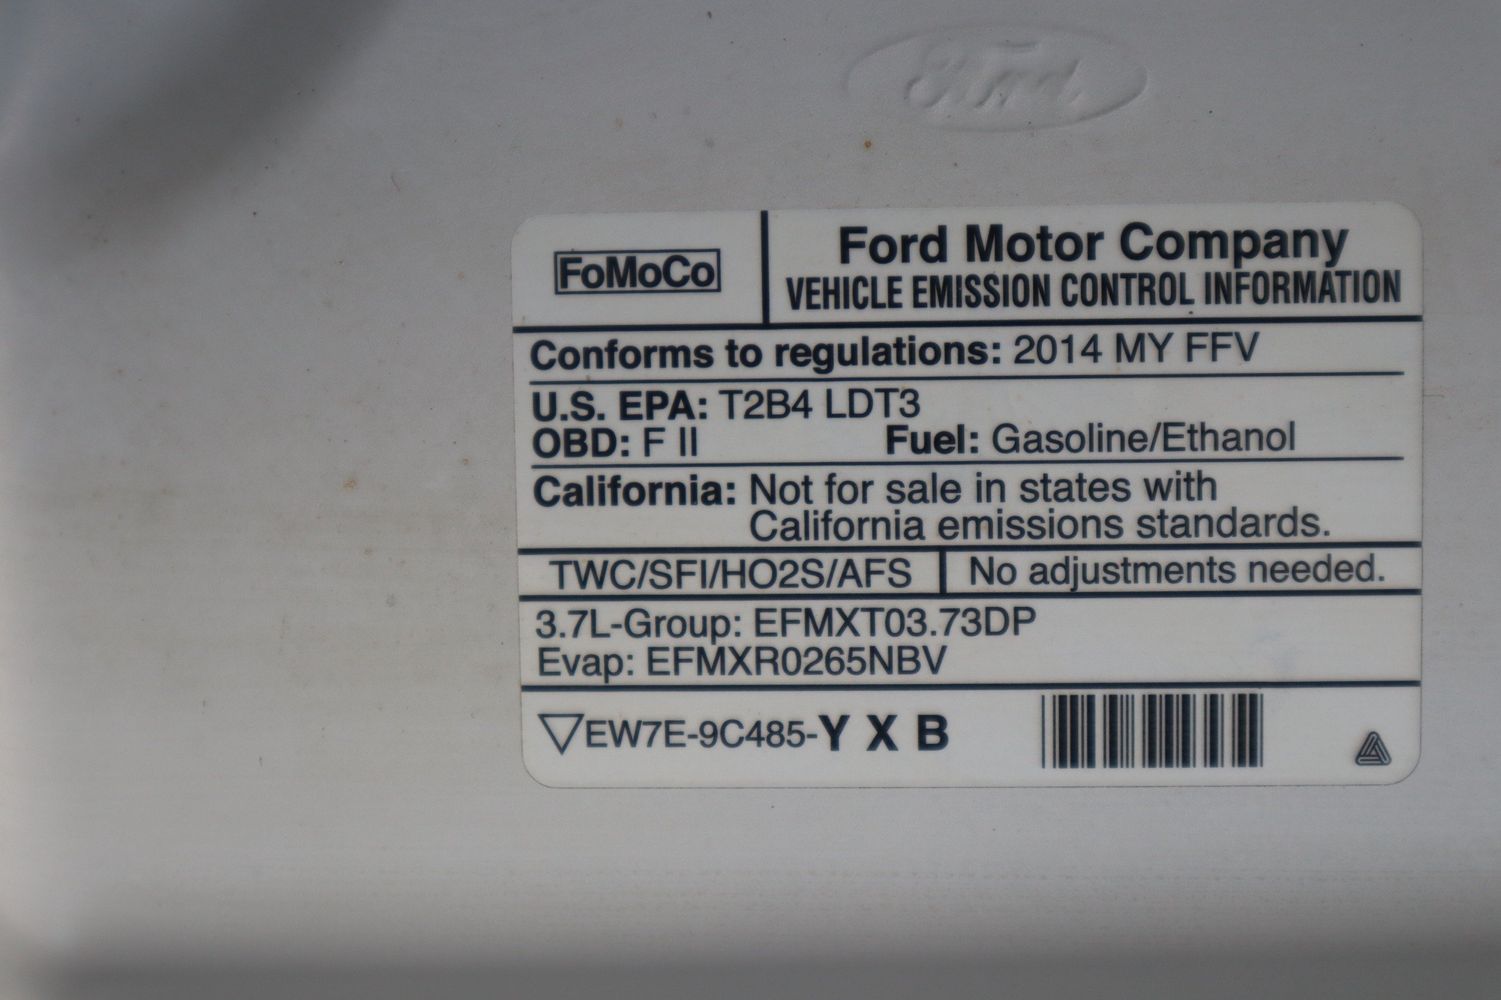 Ford
FoMoCo
Ford Motor Company
VEHICLE EMISSION CONTROL INFORMATION
Conforms to regulations: 2014 MY FFV
U.S. EPA: T2B4 LDT3
OBD: F II Fuel: Gasoline/Ethanol
California: Not for sale in states with
California emissions standards.
TWC/SFI/HO2S/AFS No adjustments needed.
3.7L-Group: EFMXT03.73DP
Evap: EFMXR0265NBV
EW7E-9C485-Y X B